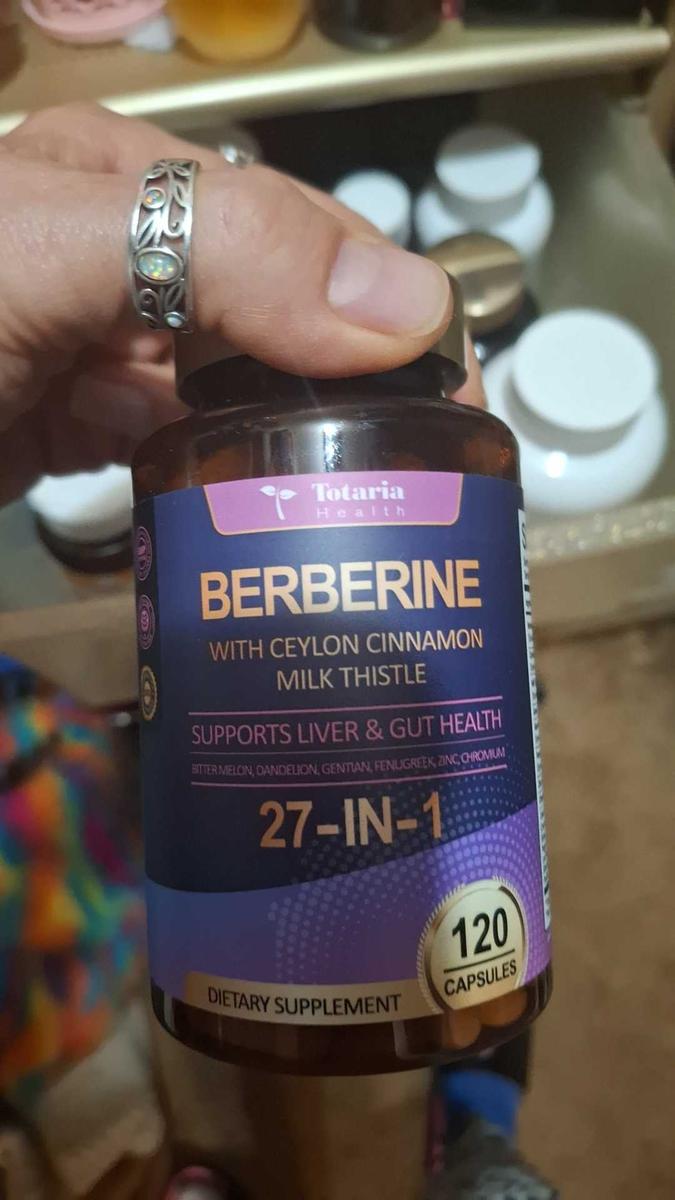 Totaria
Health
BERBERINE
WITH CEYLON CINNAMON
MILK THISTLE
SUPPORTS LIVER & GUT HEALTH
BITTER MELON, DANDELION, GENTIAN, FENUGREEK, ZINC, CHROMIUM
27-IN-1
120
CAPSULES
DIETARY SUPPLEMENT